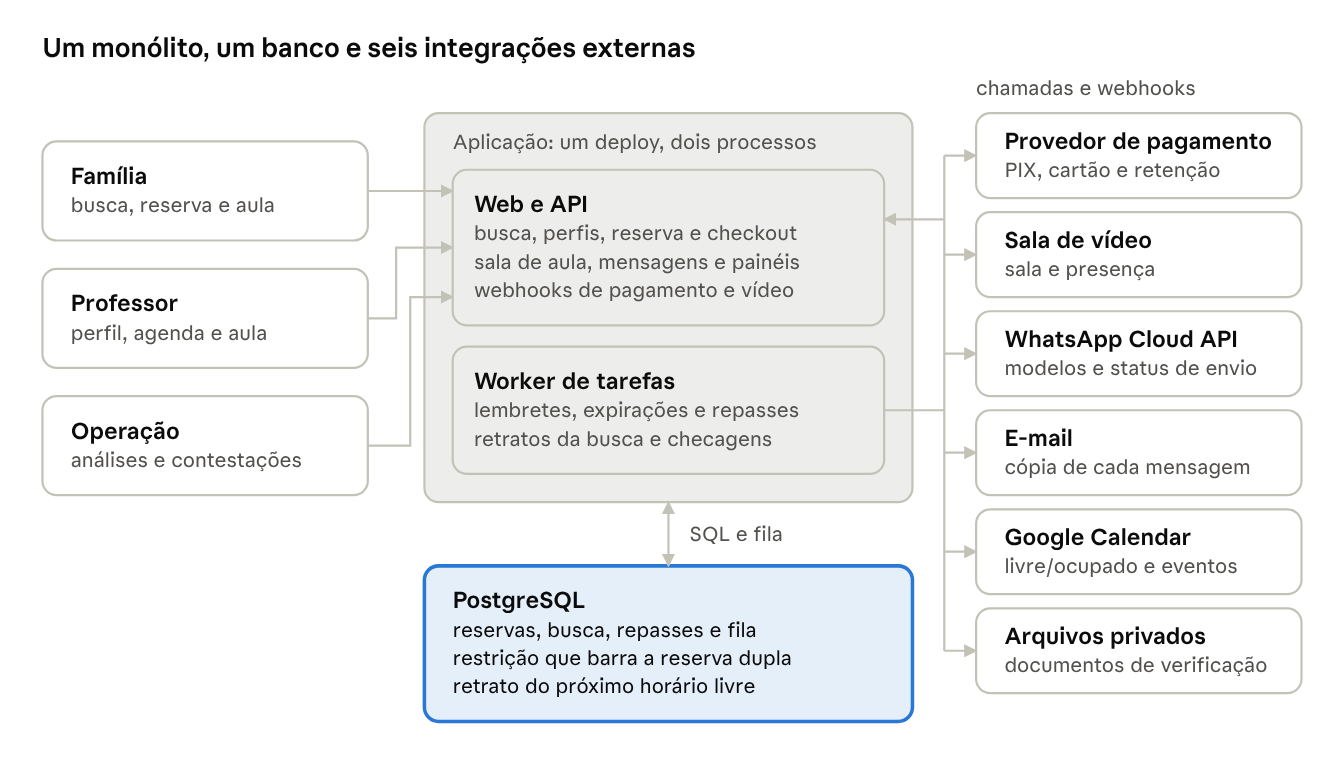 Um monólito, um banco e seis integrações externas
Família
busca, reserva e aula
Professor
perfil, agenda e aula
Operação
análises e contestações
Aplicação: um deploy, dois processos
Web e API
busca, perfis, reserva e checkout
sala de aula, mensagens e painéis
webhooks de pagamento e vídeo
Worker de tarefas
lembretes, expirações e repasses
retratos da busca e checagens
SQL e fila
PostgreSQL
reservas, busca, repasses e fila
restrição que barra a reserva dupla
retrato do próximo horário livre
chamadas e webhooks
Provedor de pagamento
PIX, cartão e retenção
Sala de vídeo
sala e presença
WhatsApp Cloud API
modelos e status de envio
E-mail
cópia de cada mensagem
Google Calendar
livre/ocupado e eventos
Arquivos privados
documentos de verificação